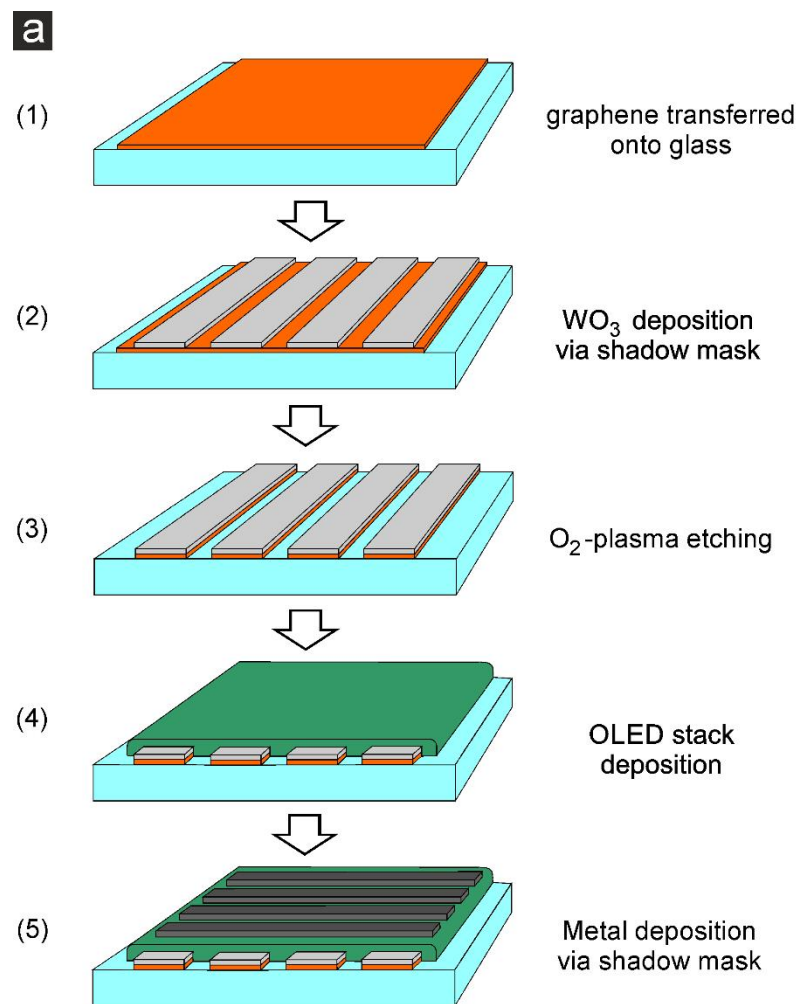 a
(1)
graphene transferred
onto glass
(2)
WO₃ deposition
via shadow mask
(3)
O₂-plasma etching
(4)
OLED stack
deposition
(5)
Metal deposition
via shadow mask